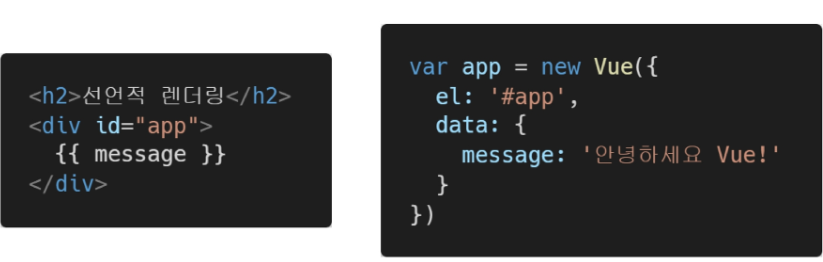 <h2>선언적 렌더링</h2>
<div id="app">
  {{ message }}
</div>
var app = new Vue({
  el: '#app',
  data: {
    message: '안녕하세요 Vue!'
  }
})